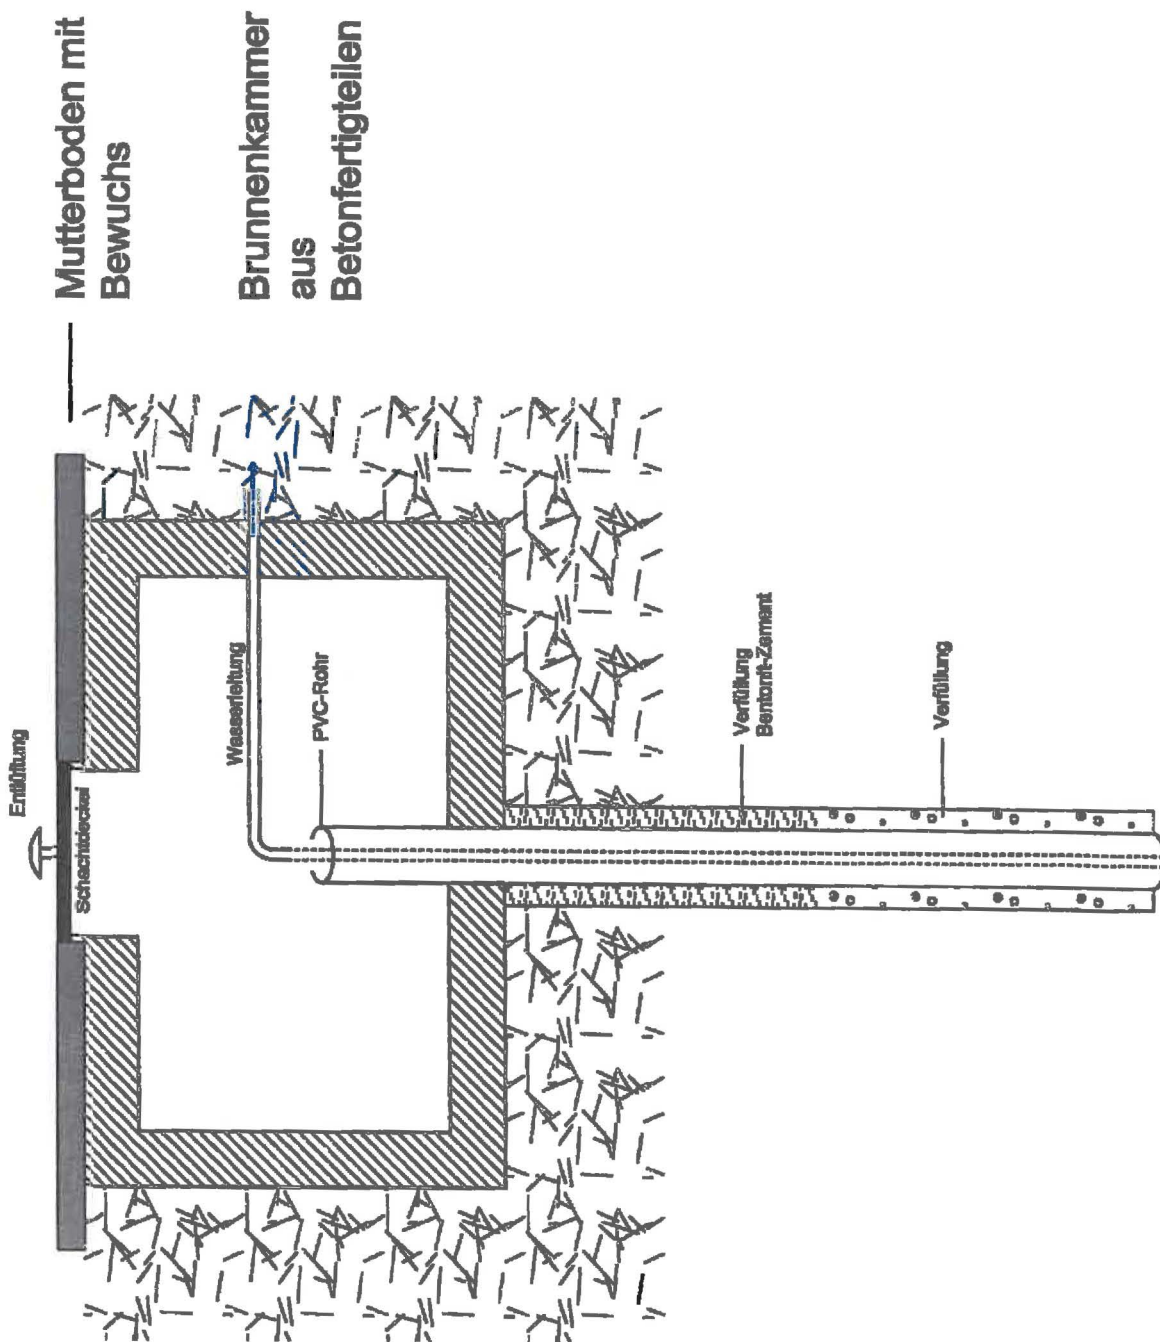 Mutterboden mit
Bewuchs
Brunnenkammer
aus
Betonfertigteilen
Entlüftung
Schachtdeckel
Wasserleitung
PVC-Rohr
Verfüllung
Bentonit-Zement
Verfüllung